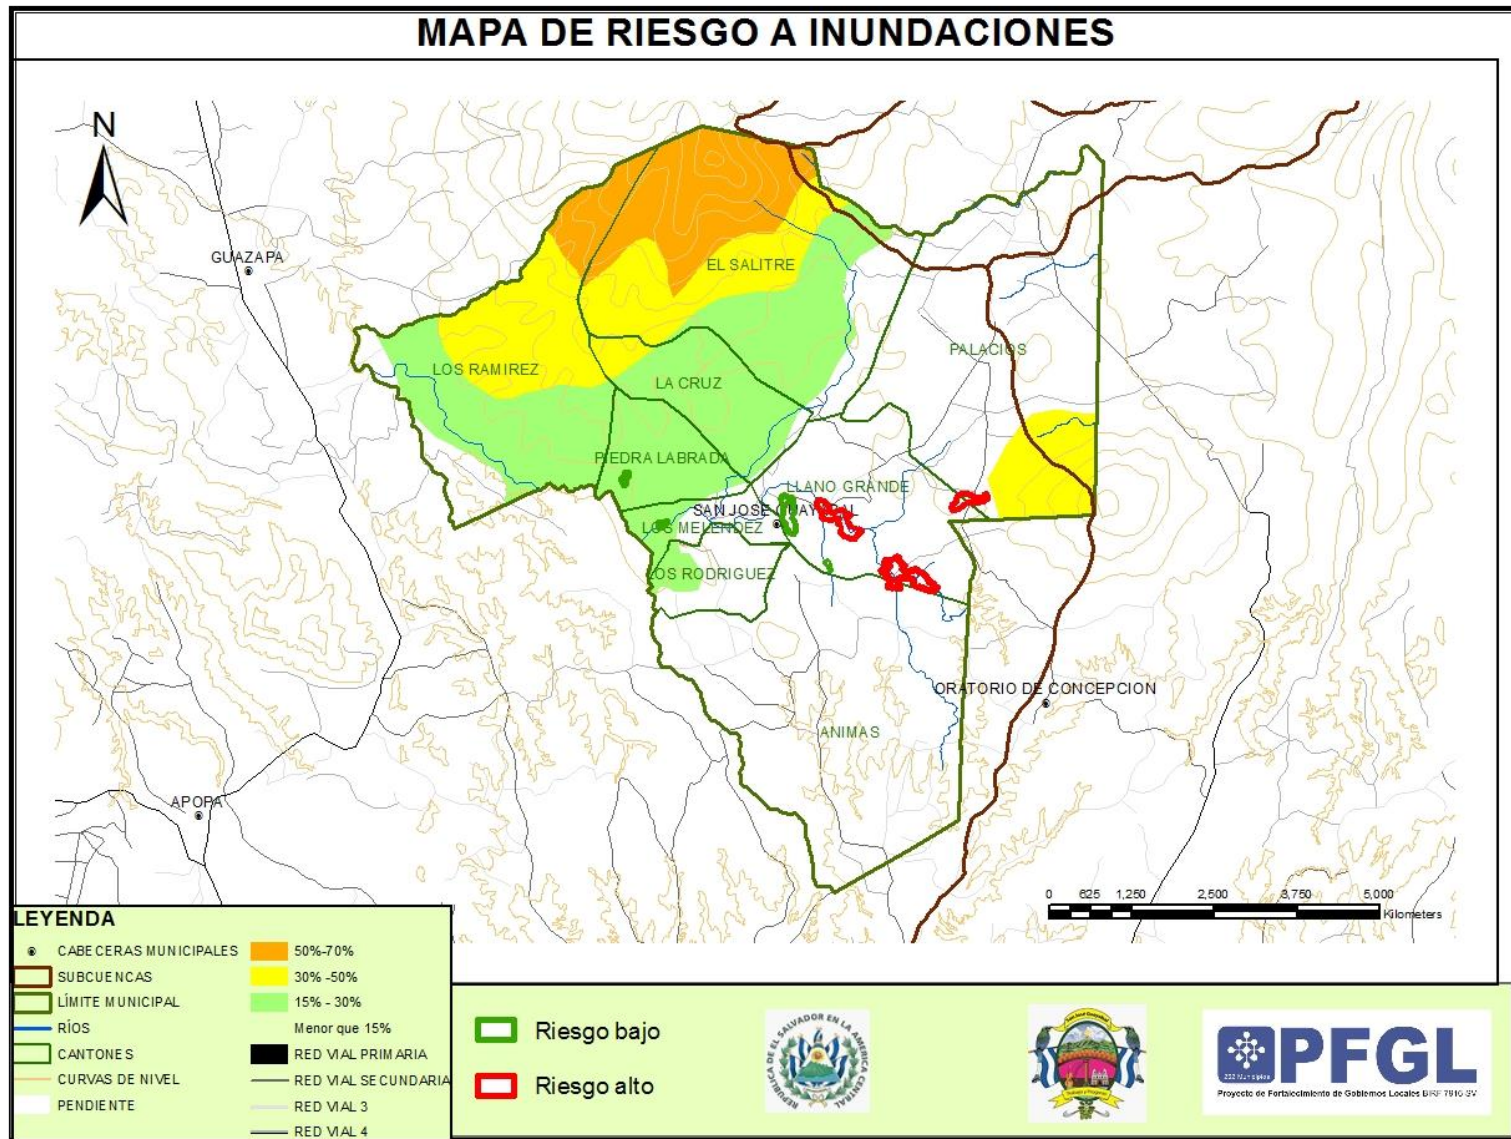 MAPA DE RIESGO A INUNDACIONES
N
GUAZAPA
EL SALITRE
PALACIOS
LOS RAMIREZ
LA CRUZ
PIEDRA LABRADA
LLANO GRANDE
SAN JOSE GUAYABAL
LOS MELENDEZ
LOS RODRIGUEZ
ORATORIO DE CONCEPCION
ANIMAS
APOPA
0 625 1,250 2,500 3,750 5,000
Kilometers
LEYENDA
CABECERAS MUNICIPALES
SUBCUENCAS
LÍMITE MUNICIPAL
RÍOS
CANTONES
CURVAS DE NIVEL
PENDIENTE
50%-70%
30% -50%
15% - 30%
Menor que 15%
RED VIAL PRIMARIA
RED VIAL SECUNDARIA
RED VIAL 3
RED VIAL 4
Riesgo bajo
Riesgo alto
REPUBLICA DE EL SALVADOR EN LA AMERICA CENTRAL
San José Guayabal
PFGL
Proyecto de Fortalecimiento de Gobiernos Locales